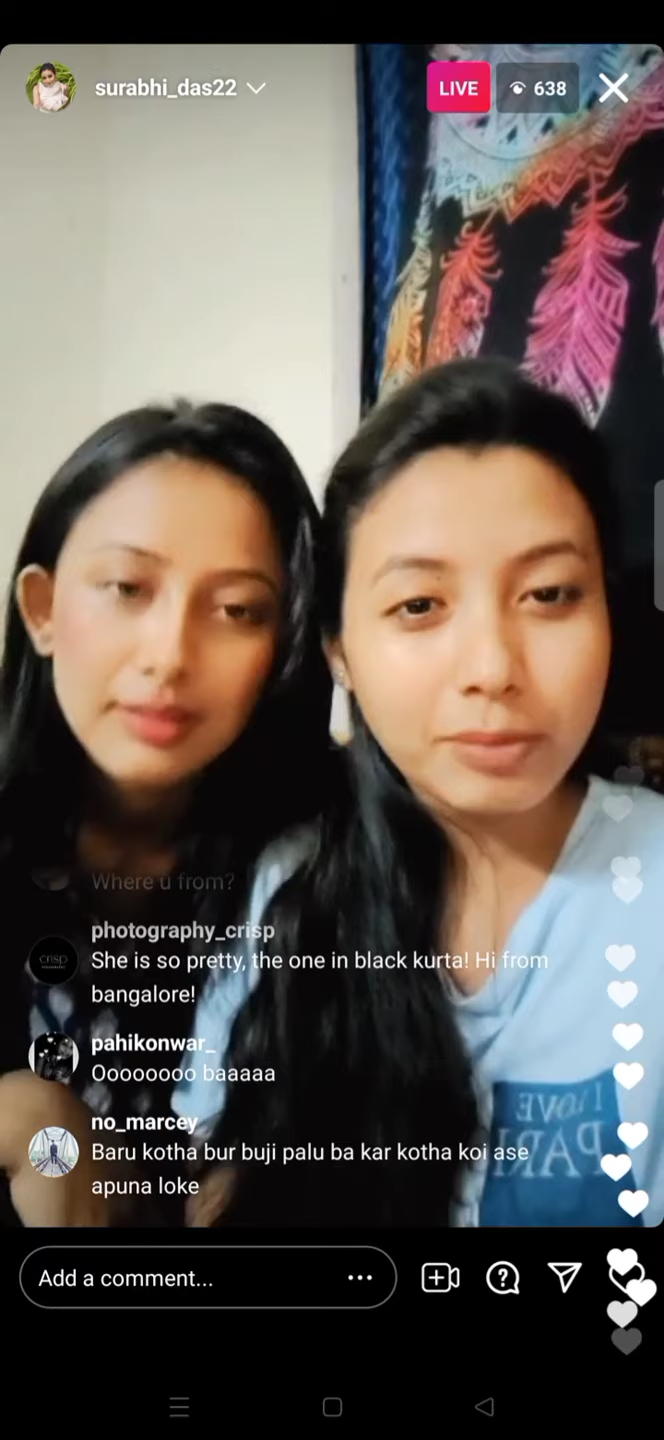 surabhi_das22
LIVE
638
Where u from?
crisp
photography_crisp
She is so pretty, the one in black kurta! Hi from
bangalore!
pahikonwar_
Oooooooo baaaaa
no_marcey
Baru kotha bur buji palu ba kar kotha koi ase
apuna loke
I LOVE
PARI
Add a comment...